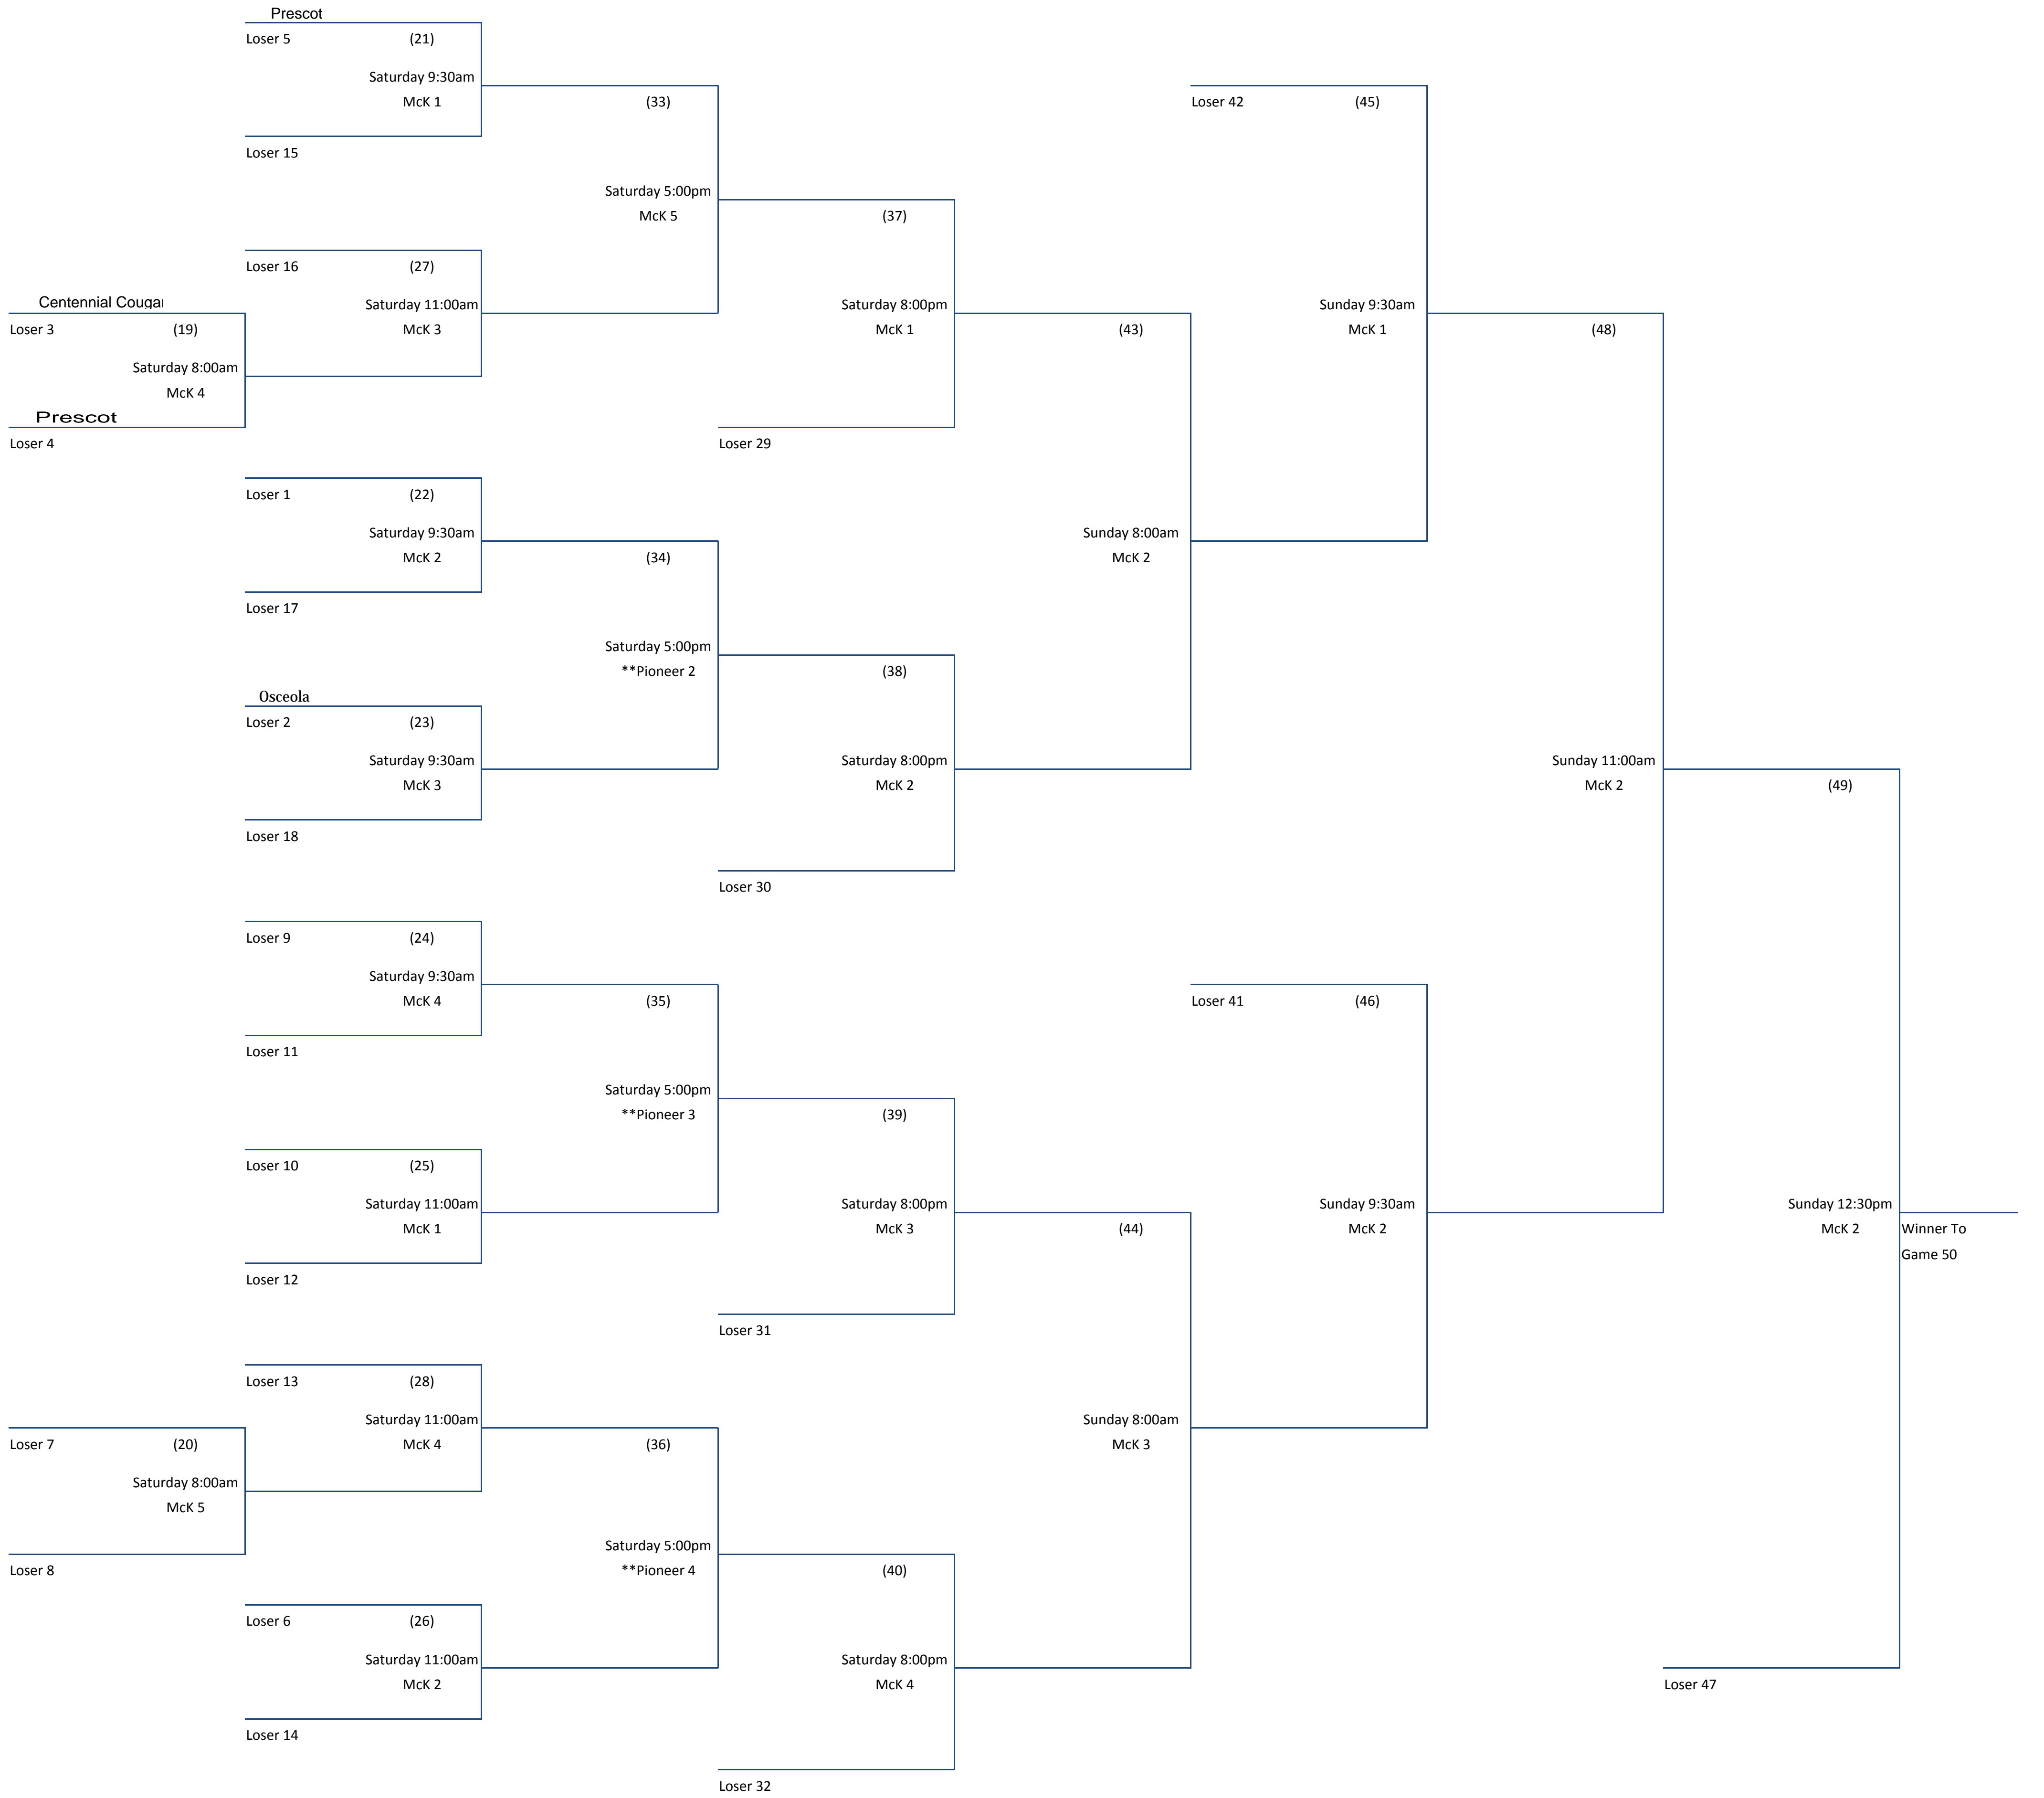 Prescot
Loser 5 (21)
Saturday 9:30am
McK 1 (33) Loser 42 (45)
Loser 15
Saturday 5:00pm
McK 5 (37)
Loser 16 (27)
Centennial Cougar
Saturday 11:00am Saturday 8:00pm Sunday 9:30am
Loser 3 (19) McK 3 McK 1 (43) McK 1 (48)
Saturday 8:00am
McK 4
Prescot
Loser 4 Loser 29
Loser 1 (22)
Saturday 9:30am Sunday 8:00am
McK 2 (34) McK 2
Loser 17
Saturday 5:00pm
**Pioneer 2 (38)
Osceola
Loser 2 (23)
Saturday 9:30am Saturday 8:00pm Sunday 11:00am
McK 3 McK 2 McK 2 (49)
Loser 18
Loser 30
Loser 9 (24)
Saturday 9:30am
McK 4 (35) Loser 41 (46)
Loser 11
Saturday 5:00pm
**Pioneer 3 (39)
Loser 10 (25)
Saturday 11:00am Saturday 8:00pm Sunday 9:30am Sunday 12:30pm
McK 1 McK 3 (44) McK 2 McK 2 Winner To
Game 50
Loser 12
Loser 31
Loser 13 (28)
Saturday 11:00am Sunday 8:00am
Loser 7 (20) McK 4 (36) McK 3
Saturday 8:00am
McK 5
Saturday 5:00pm
Loser 8 **Pioneer 4 (40)
Loser 6 (26)
Saturday 11:00am Saturday 8:00pm
McK 2 McK 4 Loser 47
Loser 14
Loser 32